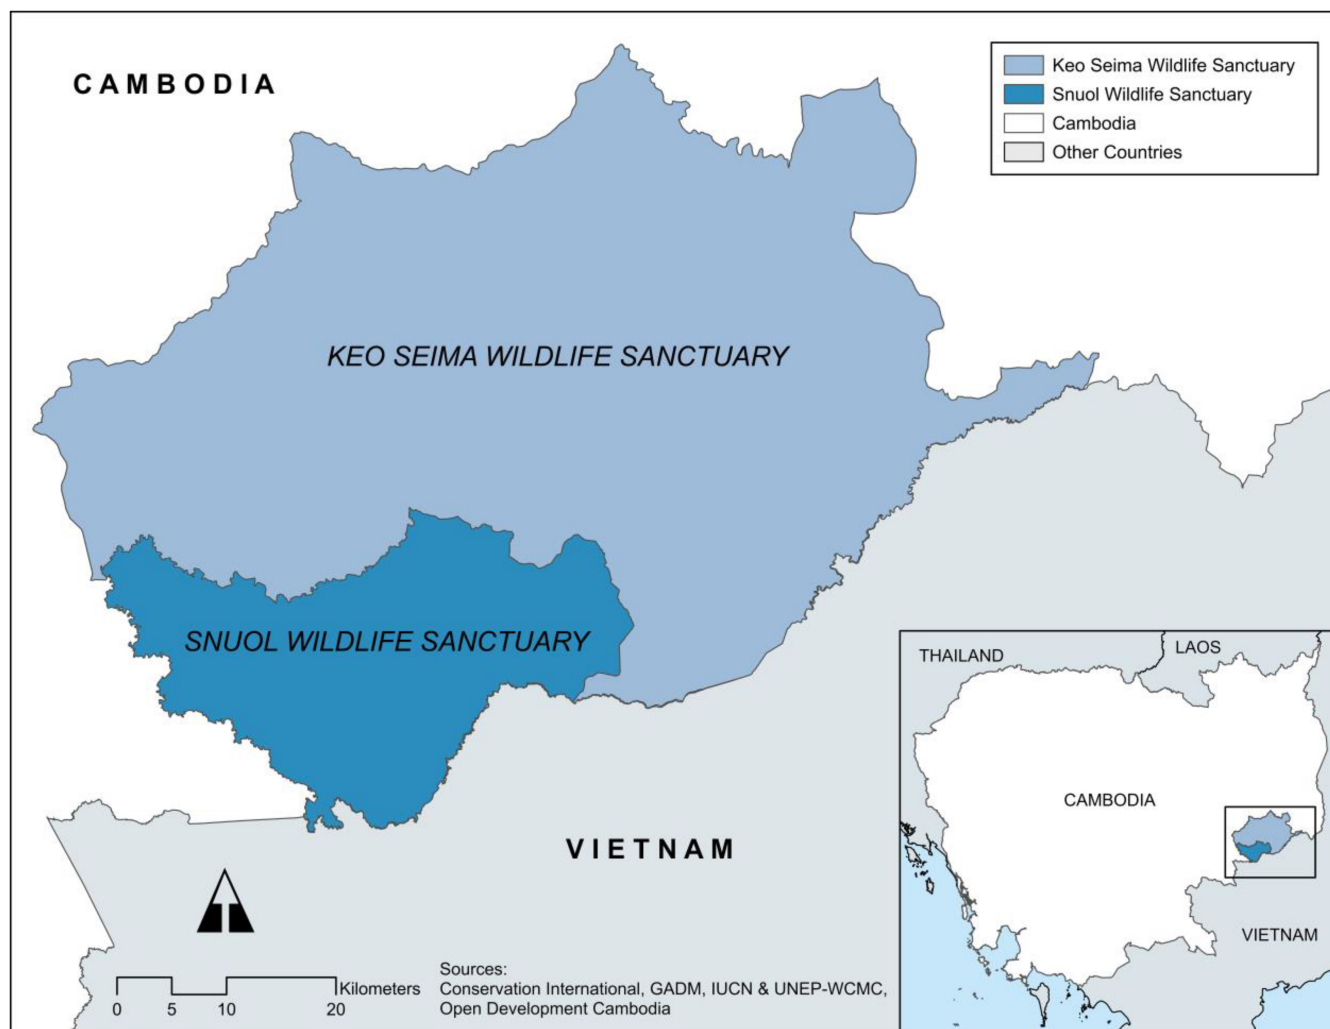 CAMBODIA
Keo Seima Wildlife Sanctuary
Snuol Wildlife Sanctuary
Cambodia
Other Countries
KEO SEIMA WILDLIFE SANCTUARY
SNUOL WILDLIFE SANCTUARY
VIETNAM
THAILAND
LAOS
CAMBODIA
VIETNAM
0 5 10 20
Kilometers
Sources:
Conservation International, GADM, IUCN & UNEP-WCMC,
Open Development Cambodia